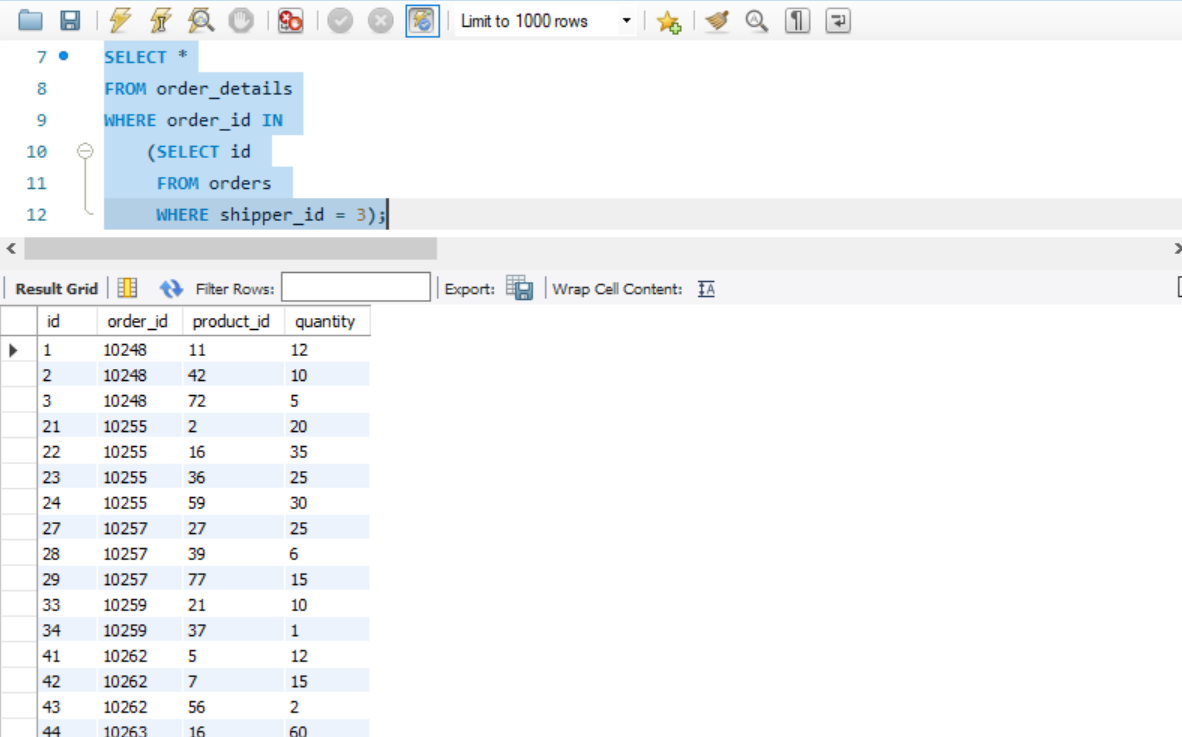 Limit to 1000 rows
7 SELECT *
8 FROM order_details
9 WHERE order_id IN
10 (SELECT id
11 FROM orders
12 WHERE shipper_id = 3);
Result Grid Filter Rows: Export: Wrap Cell Content: IA
id order_id product_id quantity
1 10248 11 12
2 10248 42 10
3 10248 72 5
21 10255 2 20
22 10255 16 35
23 10255 36 25
24 10255 59 30
27 10257 27 25
28 10257 39 6
29 10257 77 15
33 10259 21 10
34 10259 37 1
41 10262 5 12
42 10262 7 15
43 10262 56 2
44 10263 16 60